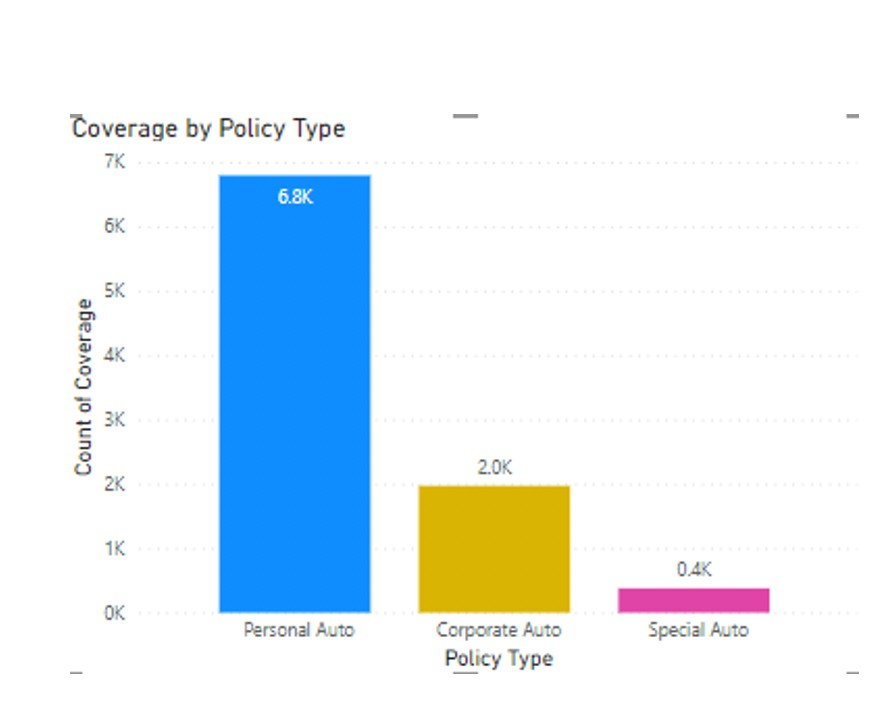 Coverage by Policy Type
7K
6.8K
6K
5K
4K
3K
2K
1K
0K
Count of Coverage
2.0K
0.4K
Personal Auto
Corporate Auto
Special Auto
Policy Type